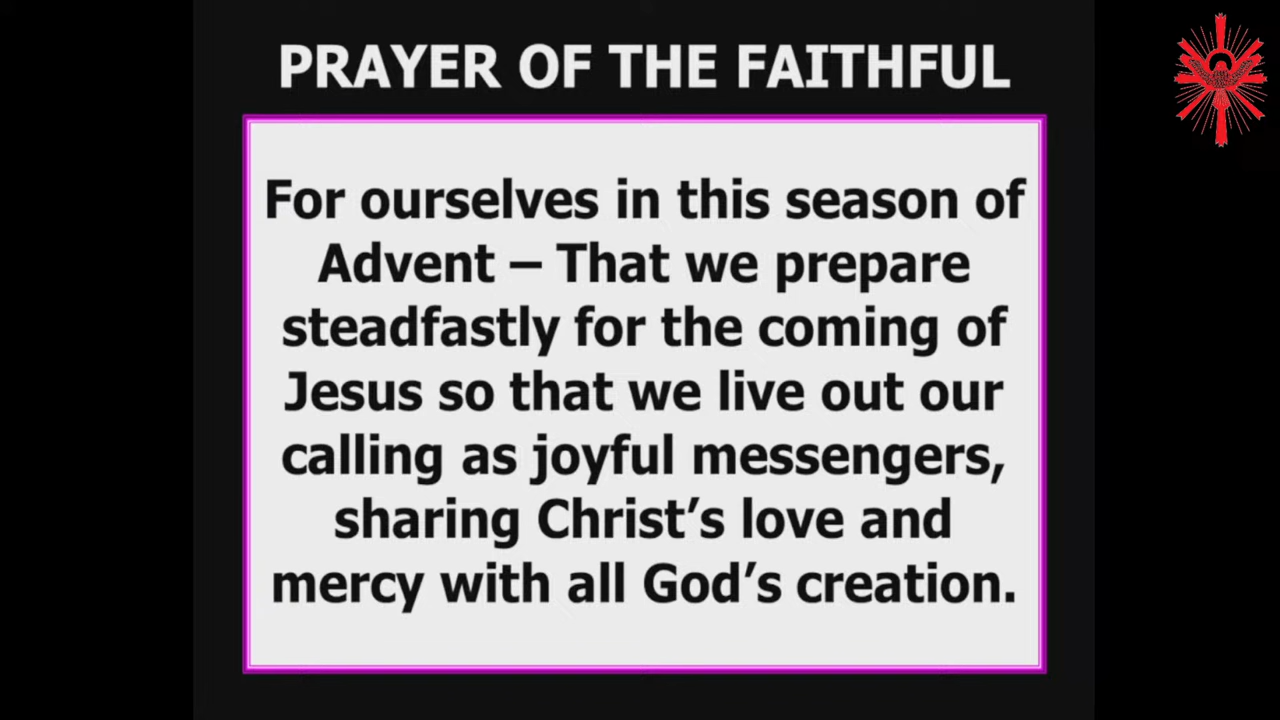 PRAYER OF THE FAITHFUL
For ourselves in this season of
Advent – That we prepare
steadfastly for the coming of
Jesus so that we live out our
calling as joyful messengers,
sharing Christ’s love and
mercy with all God’s creation.